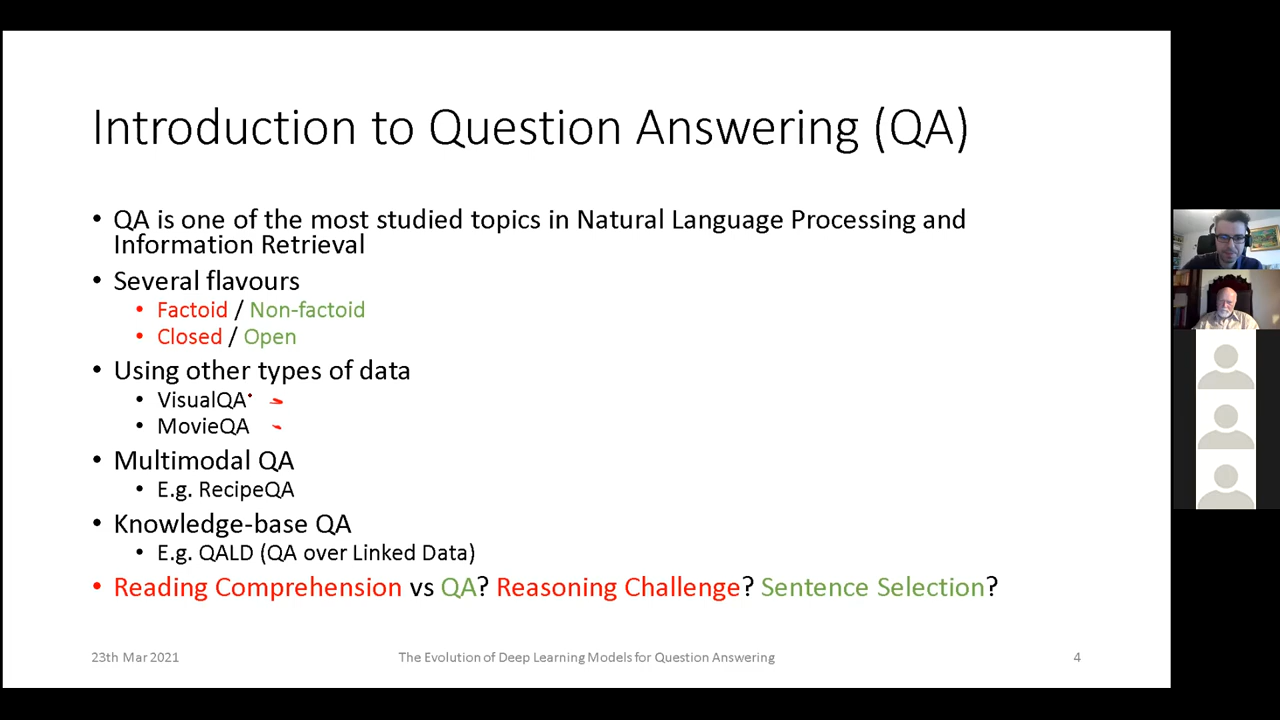 Introduction to Question Answering (QA)
• QA is one of the most studied topics in Natural Language Processing and
Information Retrieval
• Several flavours
• Factoid / Non-factoid
• Closed / Open
• Using other types of data
• VisualQA
• MovieQA
• Multimodal QA
• E.g. RecipeQA
• Knowledge-base QA
• E.g. QALD (QA over Linked Data)
• Reading Comprehension vs QA? Reasoning Challenge? Sentence Selection?
23th Mar 2021
The Evolution of Deep Learning Models for Question Answering
4